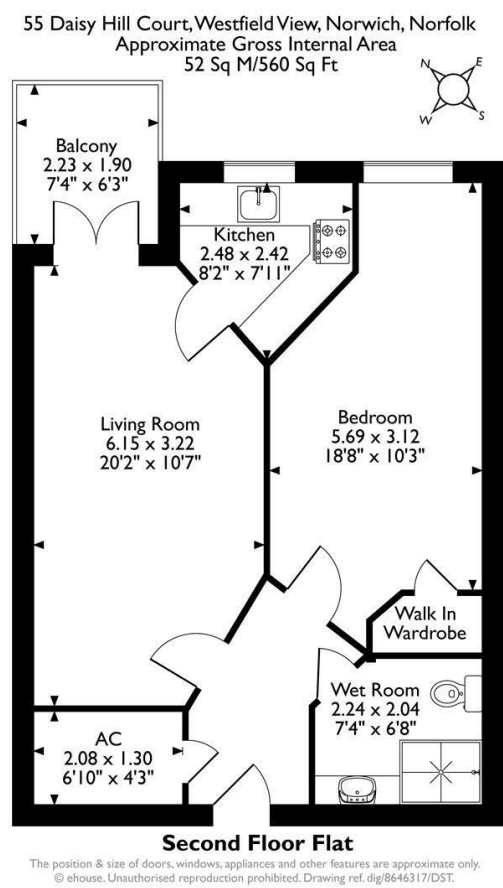 55 Daisy Hill Court, Westfield View, Norwich, Norfolk
Approximate Gross Internal Area
52 Sq M/560 Sq Ft
N
E
W
S
Balcony
2.23 x 1.90
7'4" x 6'3"
Kitchen
2.48 x 2.42
8'2" x 7'11"
Living Room
6.15 x 3.22
20'2" x 10'7"
Bedroom
5.69 x 3.12
18'8" x 10'3"
Walk In
Wardrobe
Wet Room
2.24 x 2.04
7'4" x 6'8"
AC
2.08 x 1.30
6'10" x 4'3"
Second Floor Flat
The position & size of doors, windows, appliances and other features are approximate only.
© ehouse. Unauthorised reproduction prohibited. Drawing ref. dig/8646317/DST.